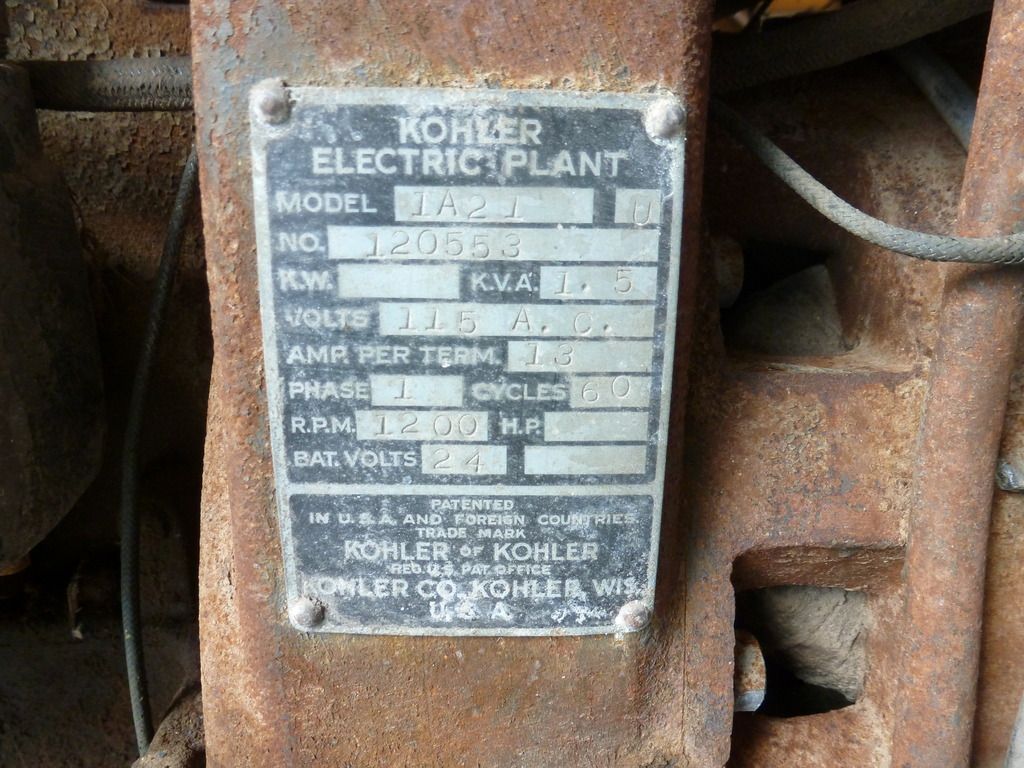 KOHLER
ELECTRIC PLANT
MODEL 1A21 U
NO. 120553
K.W. K.V.A. 1.5
VOLTS 115 A.C.
AMP. PER TERM. 13
PHASE 1 CYCLES 60
R.P.M. 1200 H.P.
BAT. VOLTS 24
PATENTED
IN U.S.A. AND FOREIGN COUNTRIES
TRADE MARK
KOHLER OF KOHLER
REG. U.S. PAT. OFFICE
KOHLER CO. KOHLER, WIS.
U.S.A.